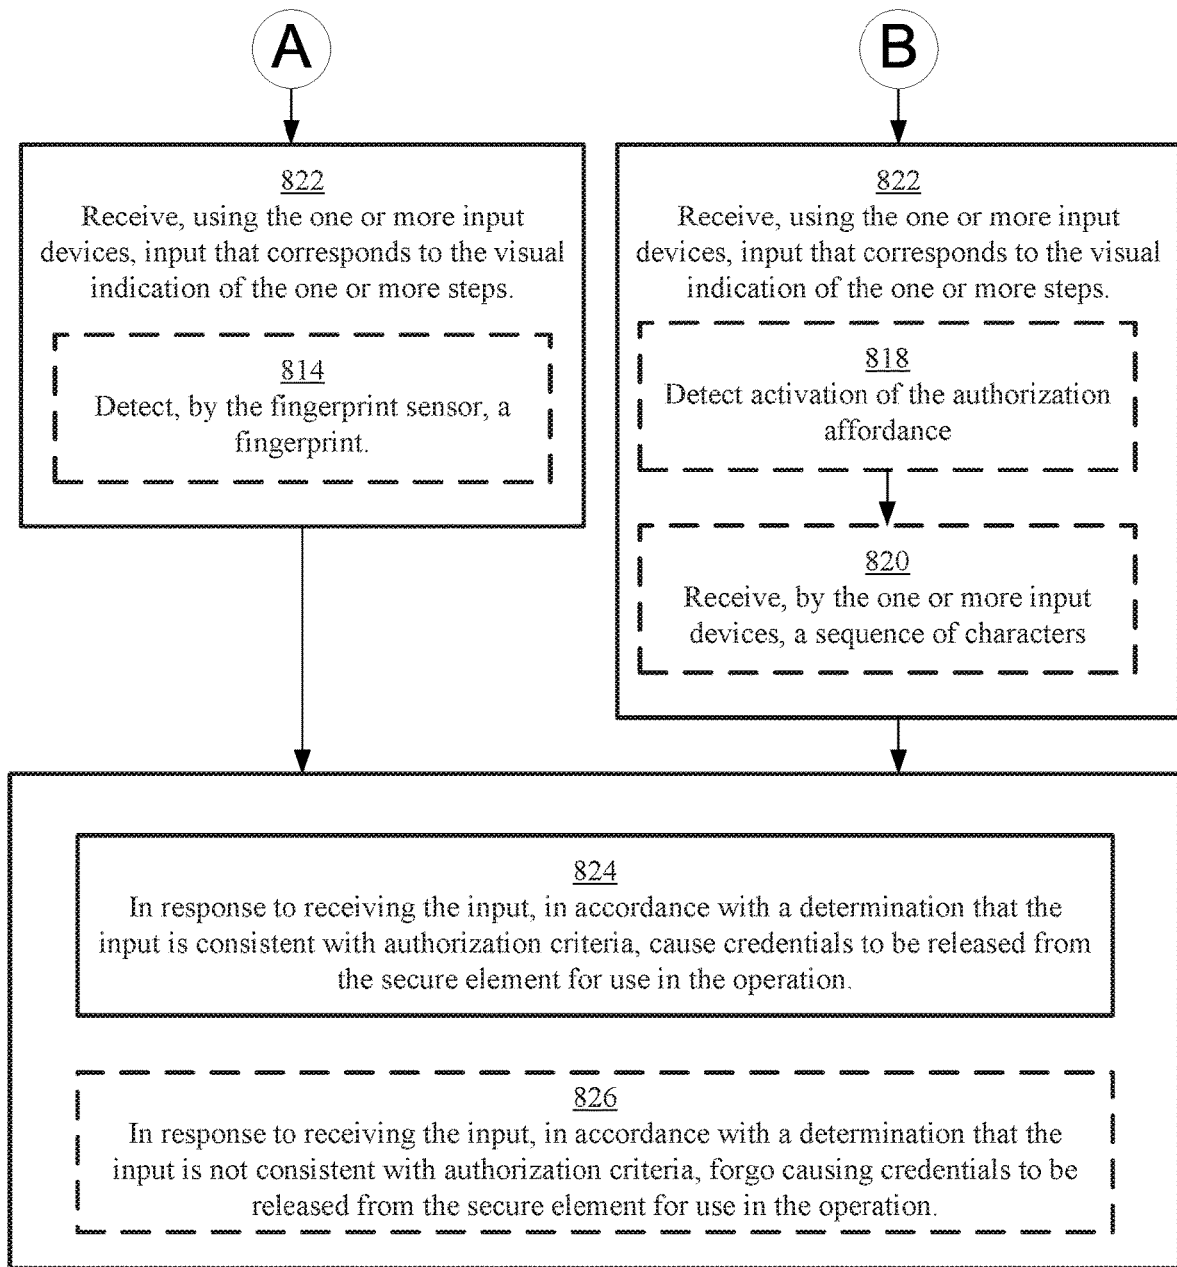 A
B
822
Receive, using the one or more input
devices, input that corresponds to the visual
indication of the one or more steps.
814
Detect, by the fingerprint sensor, a
fingerprint.
822
Receive, using the one or more input
devices, input that corresponds to the visual
indication of the one or more steps.
818
Detect activation of the authorization
affordance
820
Receive, by the one or more input
devices, a sequence of characters
824
In response to receiving the input, in accordance with a determination that the
input is consistent with authorization criteria, cause credentials to be released from
the secure element for use in the operation.
826
In response to receiving the input, in accordance with a determination that the
input is not consistent with authorization criteria, forgo causing credentials to be
released from the secure element for use in the operation.